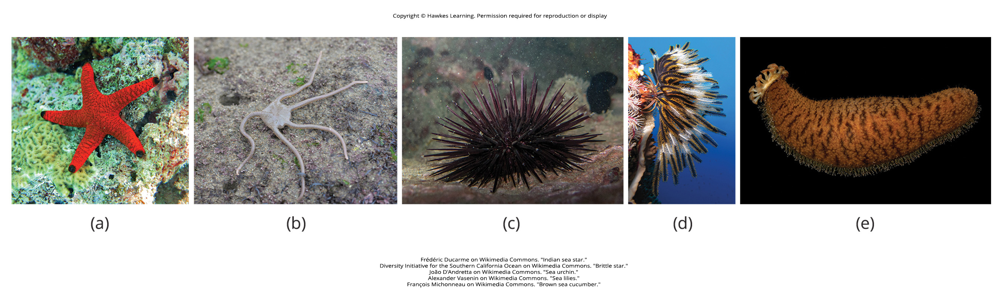 Copyright © Hawkes Learning. Permission required for reproduction or display
(a)
(b)
(c)
(d)
(e)
Frédéric Ducarme on Wikimedia Commons. "Indian sea star."
Diversity Initiative for the Southern California Ocean on Wikimedia Commons. "Brittle star."
João D'Andretta on Wikimedia Commons. "Sea urchin."
Alexander Vasenin on Wikimedia Commons. "Sea lilies."
François Michonneau on Wikimedia Commons. "Brown sea cucumber."